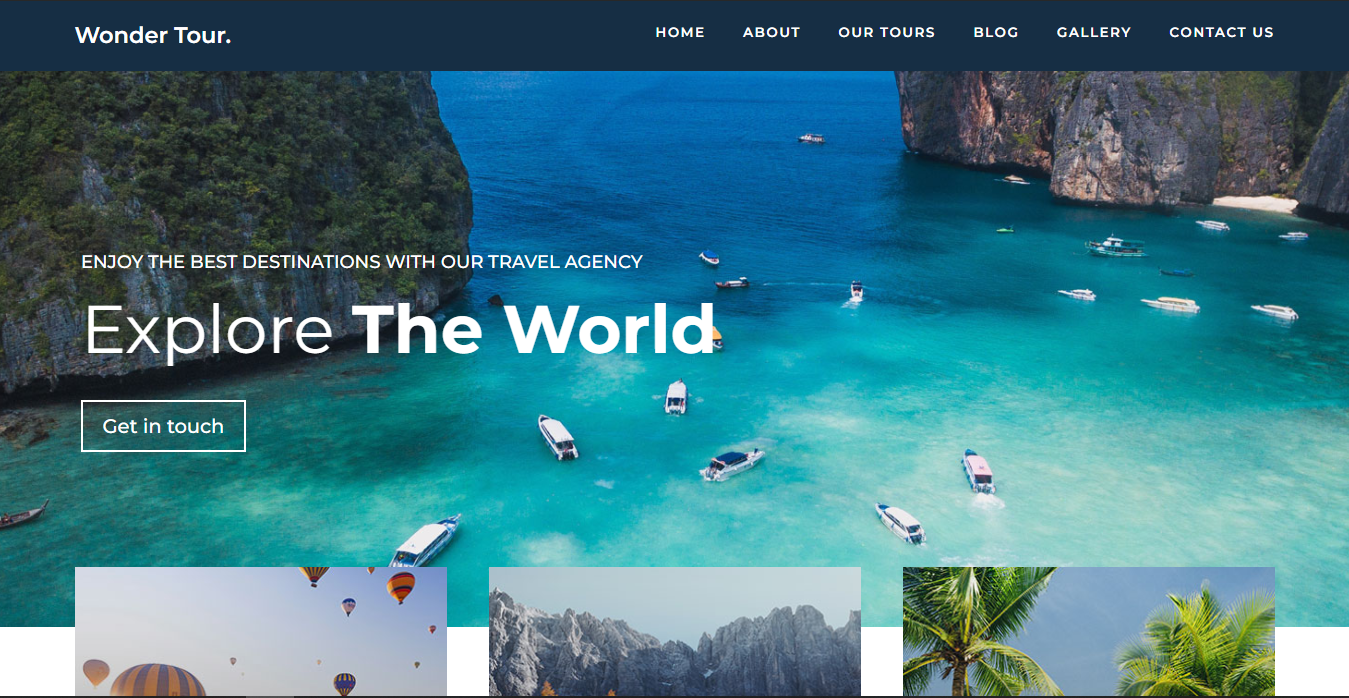 Wonder Tour.
HOME ABOUT OUR TOURS BLOG GALLERY CONTACT US
ENJOY THE BEST DESTINATIONS WITH OUR TRAVEL AGENCY
Explore The World
Get in touch